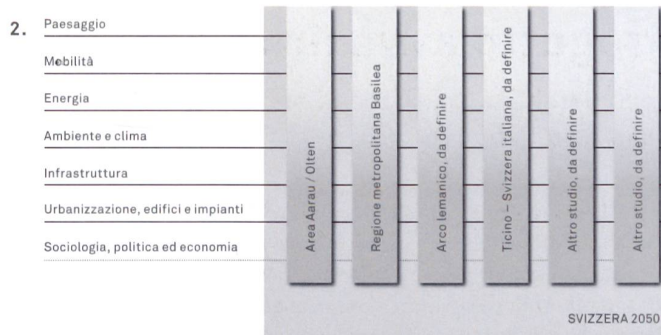 2.
Paesaggio
Mobilità
Energia
Ambiente e clima
Infrastruttura
Urbanizzazione, edifici e impianti
Sociologia, politica ed economia
Area Aarau / Olten
Regione metropolitana Basilea
Arco lemanico, da definire
Ticino – Svizzera italiana, da definire
Altro studio, da definire
Altro studio, da definire
SVIZZERA 2050